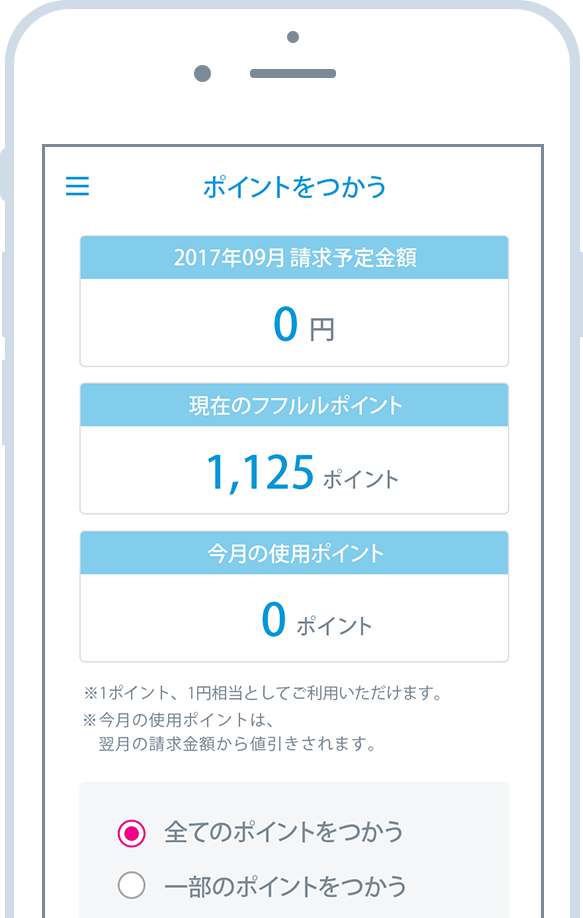 ポイントをつかう
2017年09月 請求予定金額
0 円
現在のフフルルポイント
1,125 ポイント
今月の使用ポイント
0 ポイント
※1ポイント、1円相当としてご利用いただけます。
※今月の使用ポイントは、
翌月の請求金額から値引きされます。
全てのポイントをつかう
一部のポイントをつかう